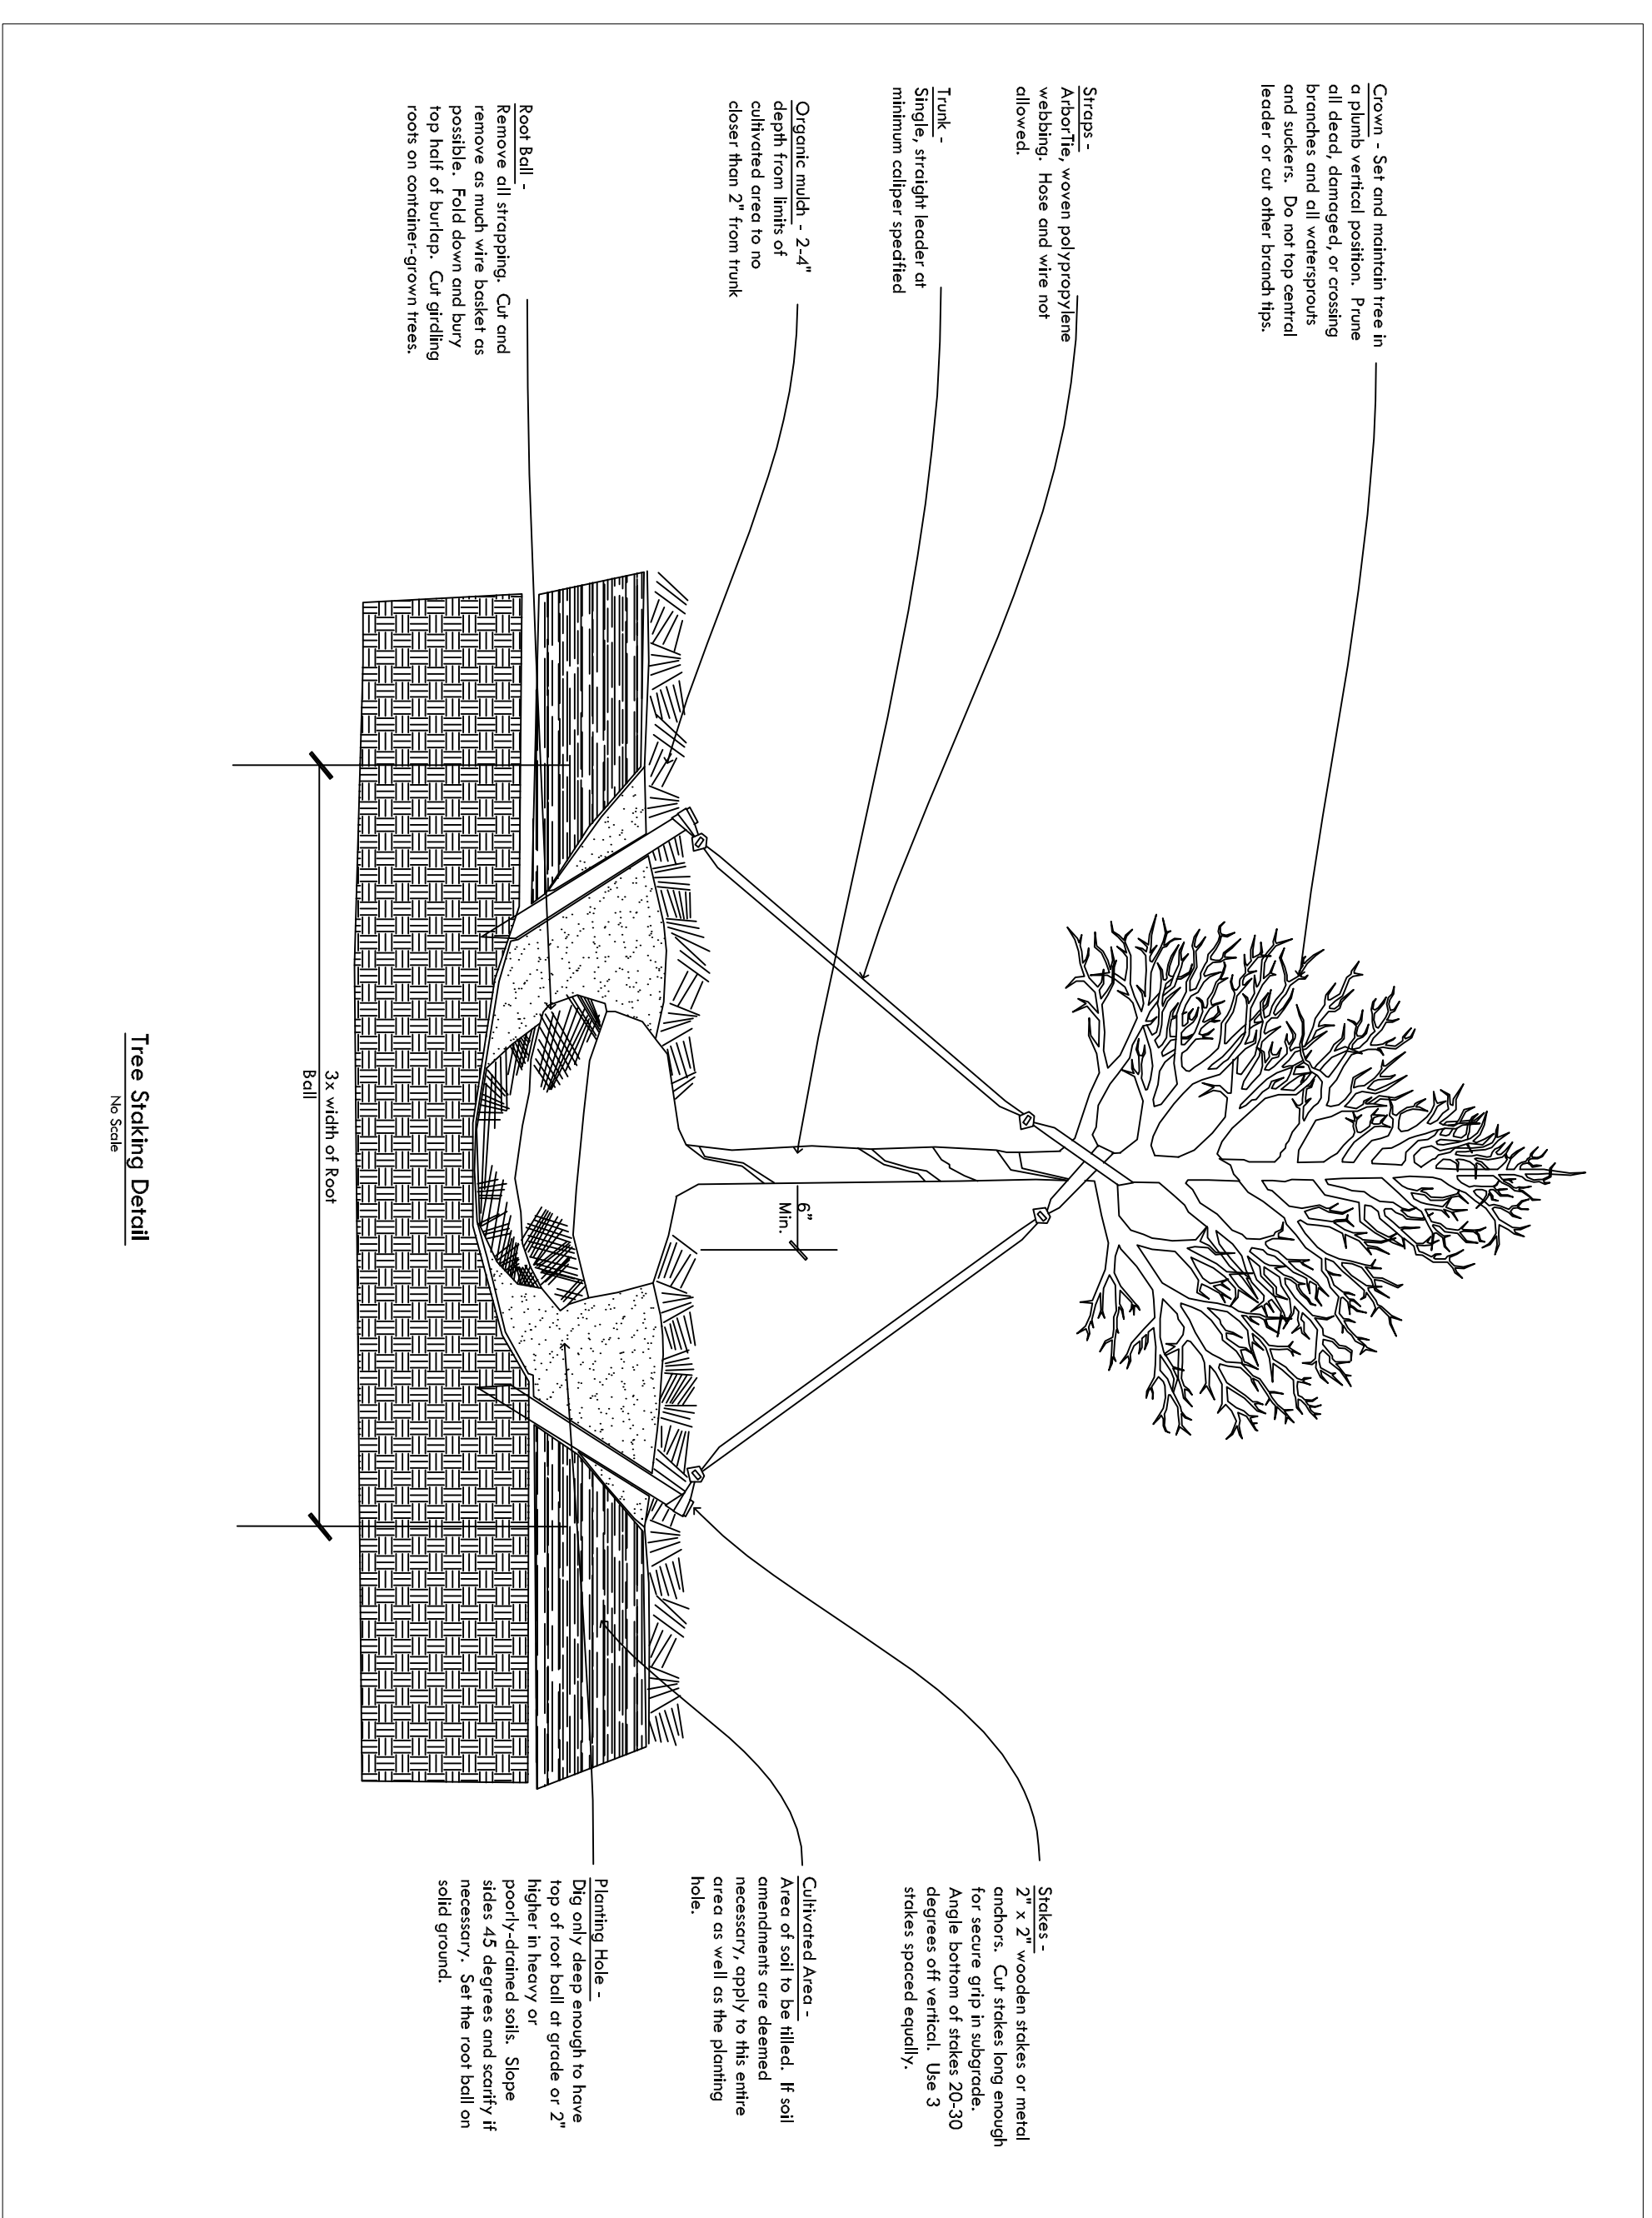 Crown - Set and maintain tree in
a plumb vertical position.  Prune
all dead, damaged, or crossing
branches and all watersprouts
and suckers.  Do not top central
leader or cut other branch tips.
Straps -
ArborTie, woven polypropylene
webbing.  Hose and wire not
allowed.
Trunk -
Single, straight leader at
minimum caliper specified
Organic mulch - 2-4"
depth from limits of
cultivated area to no
closer than 2" from trunk
Root Ball -
Remove all strapping.  Cut and
remove as much wire basket as
possible.  Fold down and bury
top half of burlap.  Cut girdling
roots on container-grown trees.
6"
Min.
Stakes -
2" x 2" wooden stakes or metal
anchors.  Cut stakes long enough
for secure grip in subgrade.
Angle bottom of stakes 20-30
degrees off vertical.  Use 3
stakes spaced equally.
Cultivated Area -
Area of soil to be tilled.  If soil
amendments are deemed
necessary, apply to this entire
area as well as the planting
hole.
Planting Hole -
Dig only deep enough to have
top of root ball at grade or 2"
higher in heavy or
poorly-drained soils.  Slope
sides 45 degrees and scarify if
necessary.  Set the root ball on
solid ground.
3x width of Root
Ball
Tree Staking Detail
No Scale